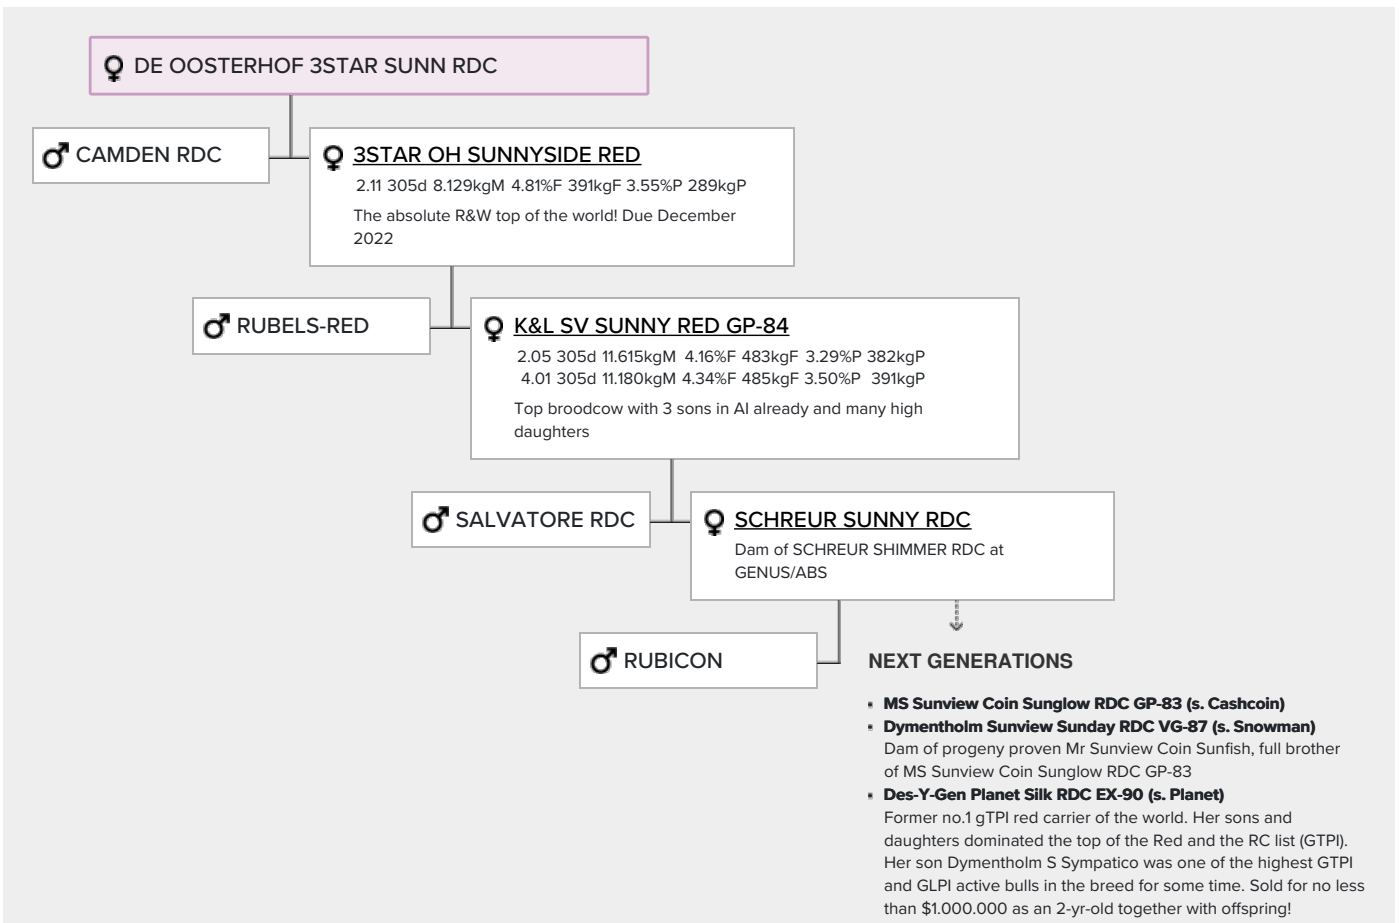 DE OOSTERHOF 3STAR SUNN RDC
CAMDEN RDC
3STAR OH SUNNYSIDE RED
2.11 305d 8.129kgM 4.81%F 391kgF 3.55%P 289kgP
The absolute R&W top of the world! Due December
2022
RUBELS-RED
K&L SV SUNNY RED GP-84
2.05 305d 11.615kgM 4.16%F 483kgF 3.29%P 382kgP
4.01 305d 11.180kgM 4.34%F 485kgF 3.50%P 391kgP
Top broodcow with 3 sons in AI already and many high
daughters
SALVATORE RDC
SCHREUR SUNNY RDC
Dam of SCHREUR SHIMMER RDC at
GENUS/ABS
RUBICON
NEXT GENERATIONS
▪ MS Sunview Coin Sunglow RDC GP-83 (s. Cashcoin)
▪ Dymentholm Sunview Sunday RDC VG-87 (s. Snowman)
Dam of progeny proven Mr Sunview Coin Sunfish, full brother
of MS Sunview Coin Sunglow RDC GP-83
▪ Des-Y-Gen Planet Silk RDC EX-90 (s. Planet)
Former no.1 gTPI red carrier of the world. Her sons and
daughters dominated the top of the Red and the RC list (GTPI).
Her son Dymentholm S Sympatico was one of the highest GTPI
and GLPI active bulls in the breed for some time. Sold for no less
than $1.000.000 as an 2-yr-old together with offspring!